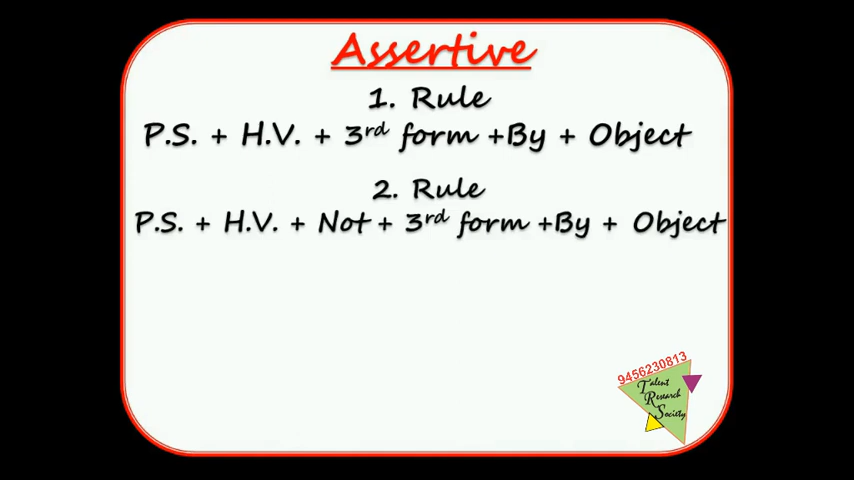 Assertive
1. Rule
P.S. + H.V. + 3rd form +By + Object
2. Rule
P.S. + H.V. + Not + 3rd form +By + Object
9456230813
Talent
Research
Society